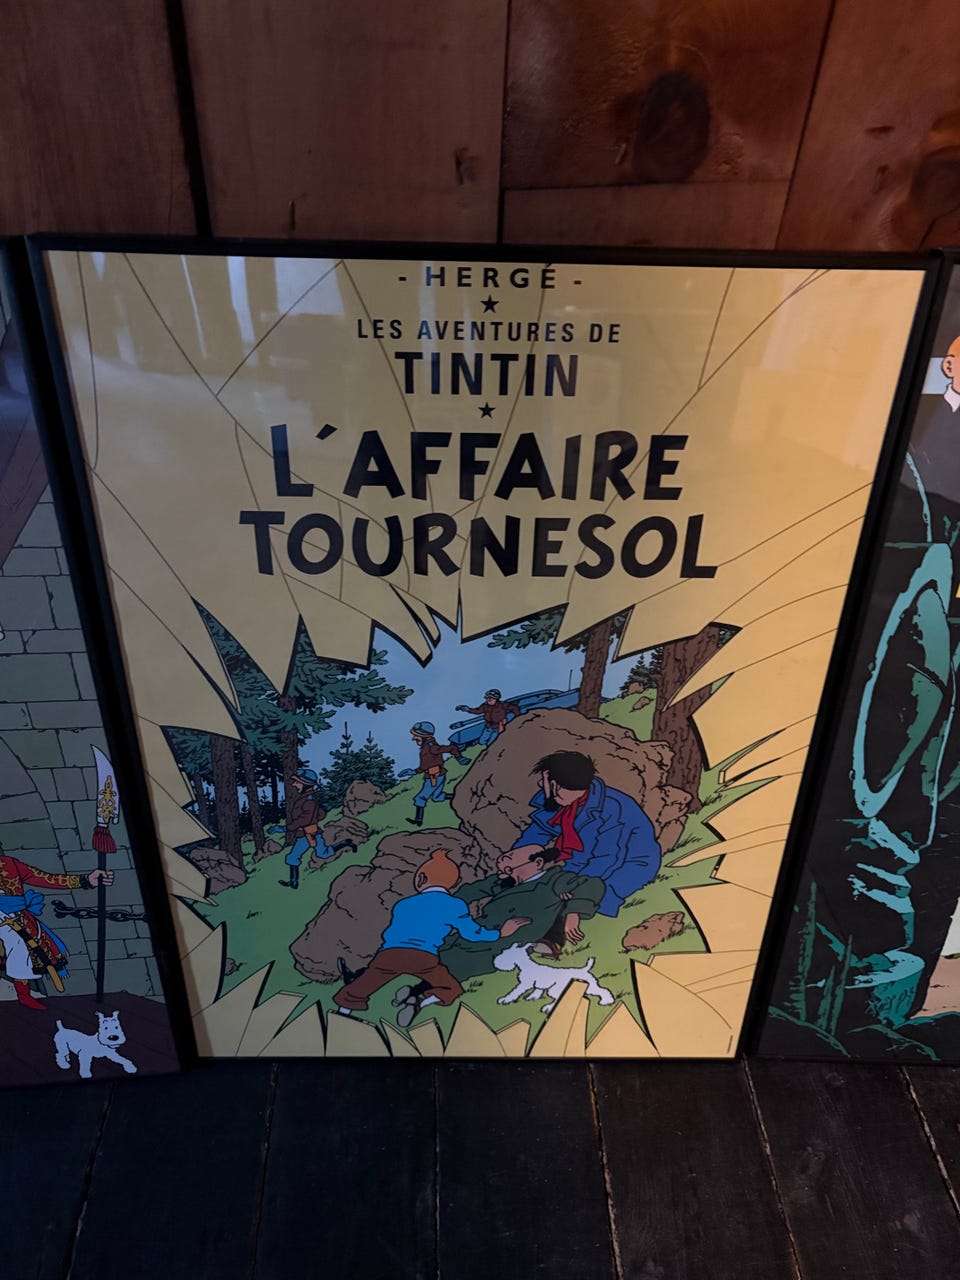 - HERGÉ -
LES AVENTURES DE
TINTIN
L'AFFAIRE
TOURNESOL